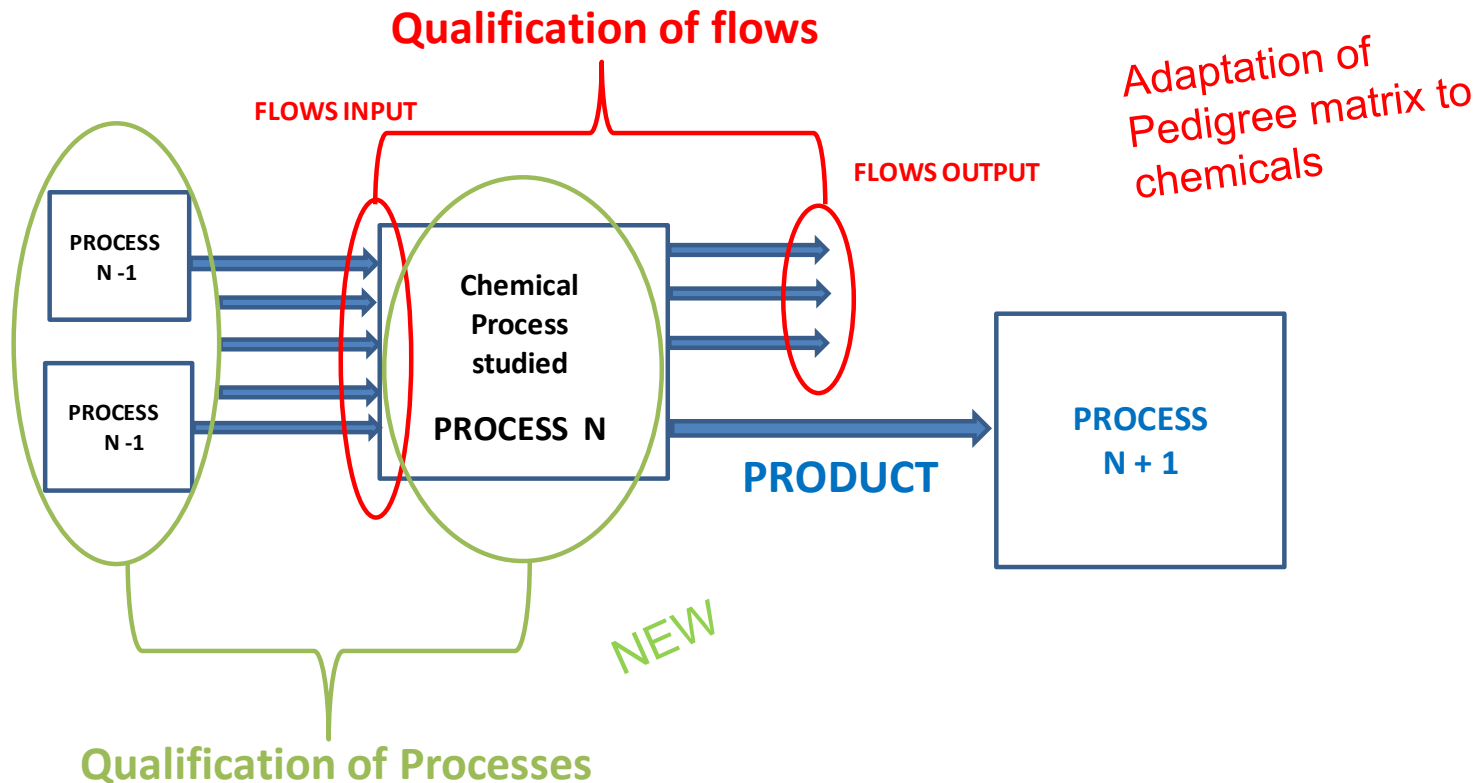 Qualification of flows
Adaptation of
Pedigree matrix to
chemicals
FLOWS INPUT
FLOWS OUTPUT
PROCESS
N -1
PROCESS
N -1
Chemical
Process
studied
PROCESS N
PRODUCT
PROCESS
N + 1
NEW
Qualification of Processes